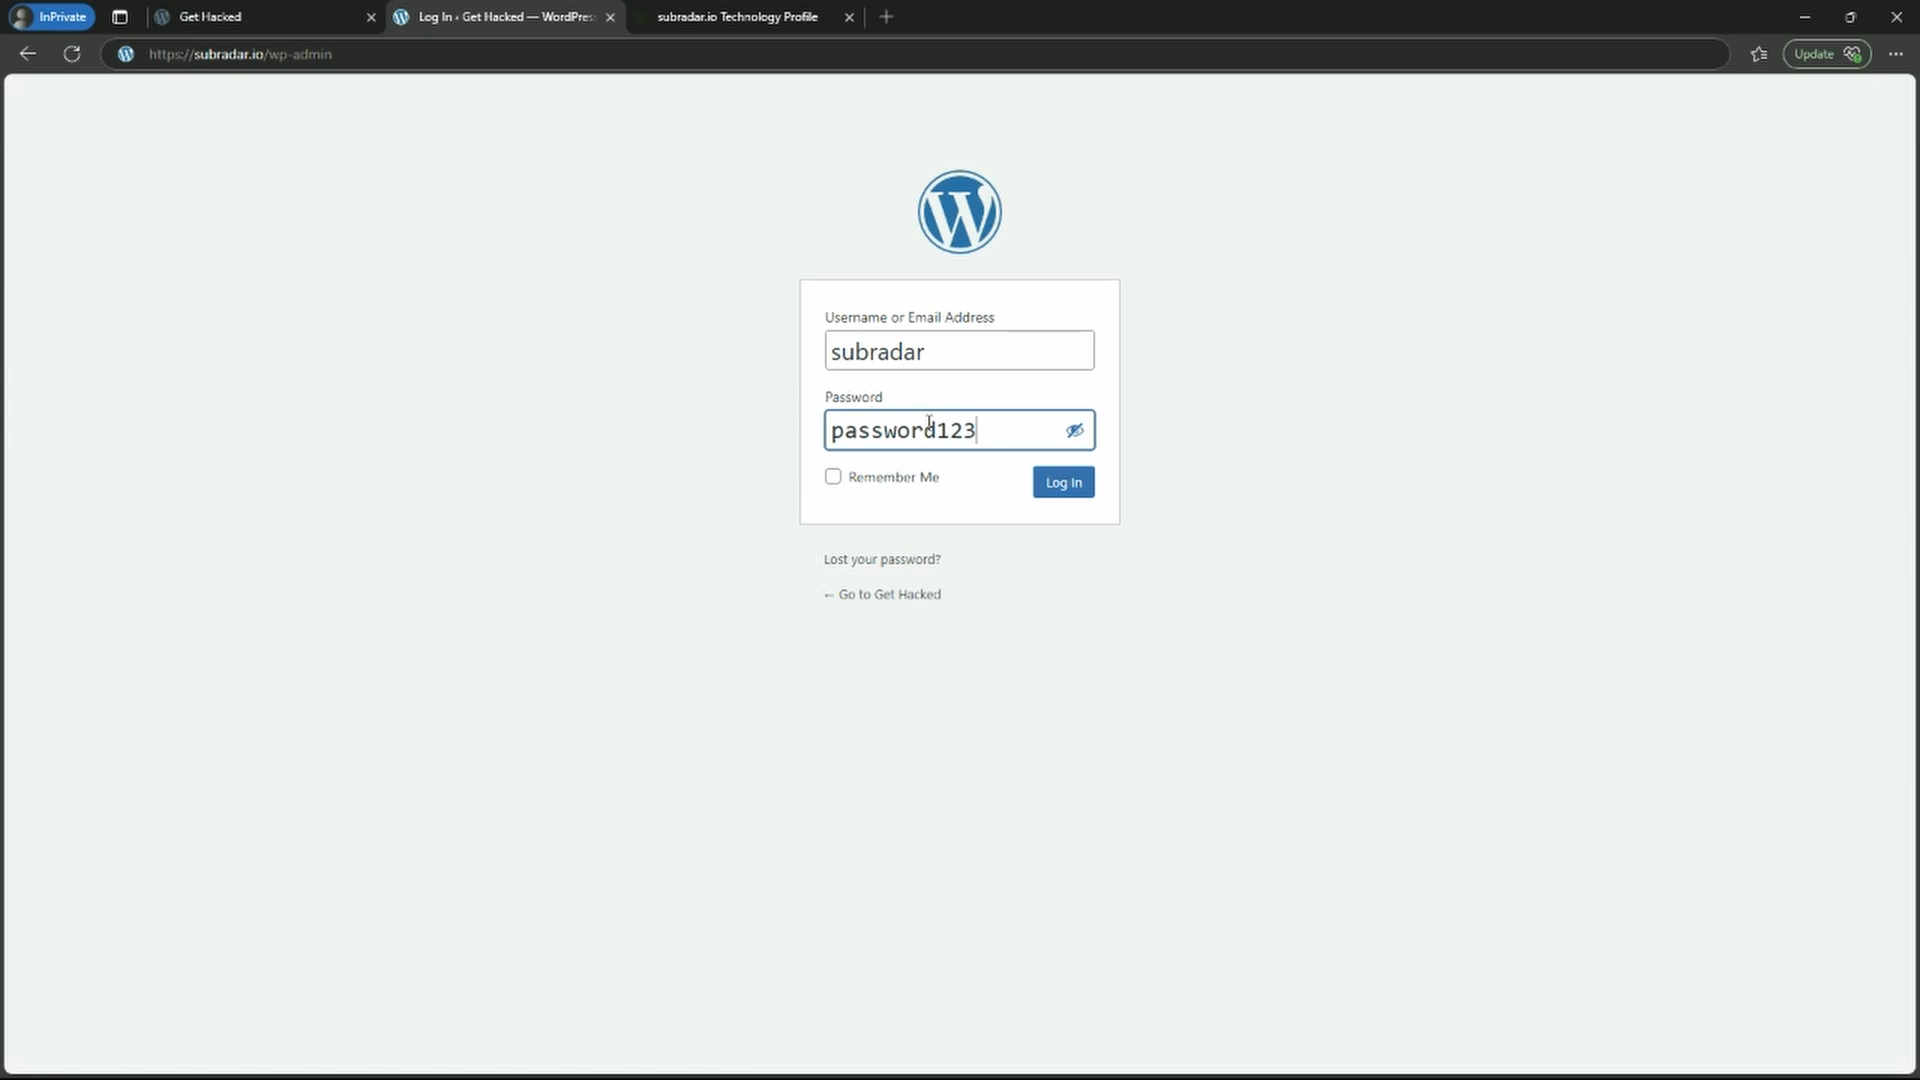 InPrivate
Get Hacked
Log In ‹ Get Hacked — WordPres
subradar.io Technology Profile
https://subradar.io/wp-admin
Update
Username or Email Address
subradar
Password
password123
Remember Me
Log In
Lost your password?
← Go to Get Hacked